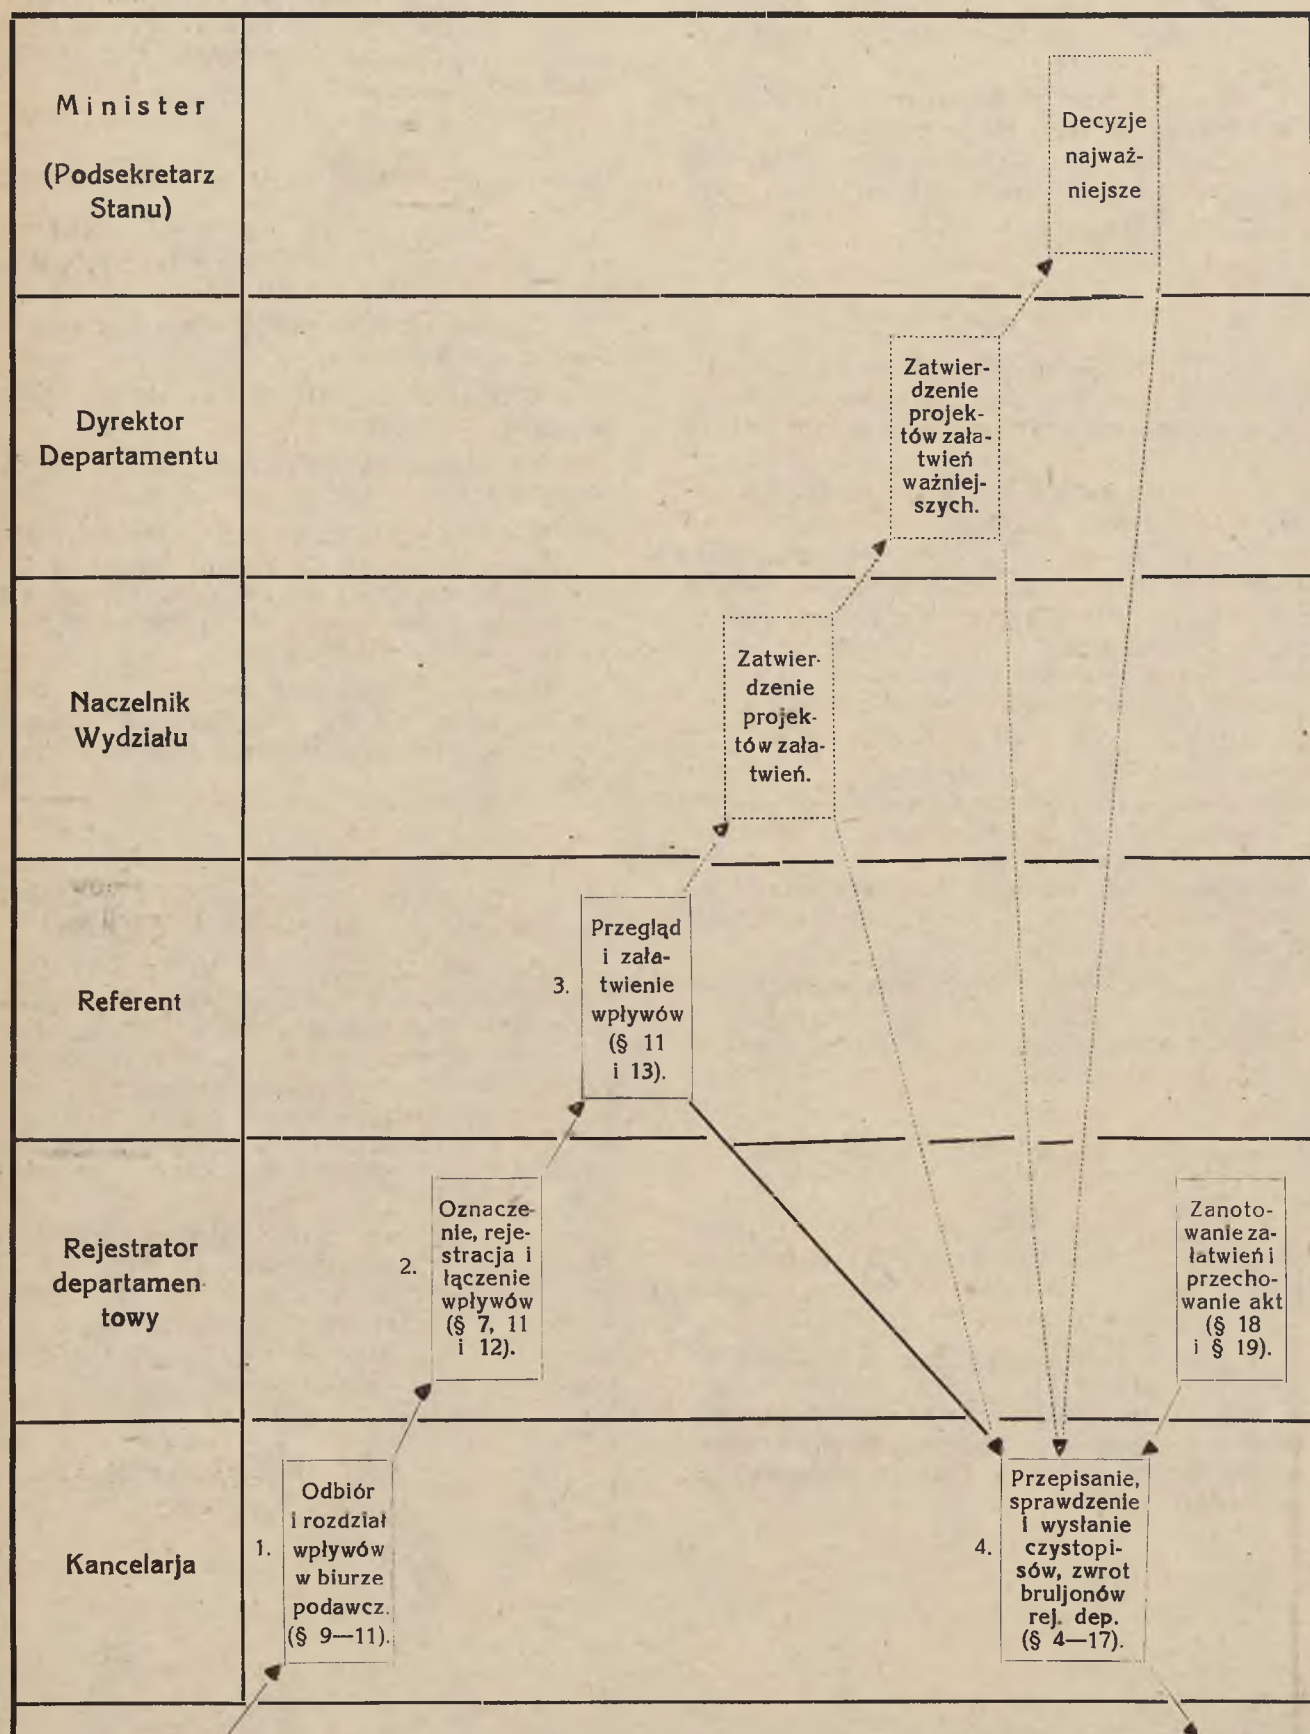 Minister
(Podsekretarz
Stanu)
Decyzje
najważ-
niejsze
Dyrektor
Departamentu
Zatwier-
dzenie
projek-
tów zała-
twień
ważniej-
szych.
Naczelnik
Wydziału
Zatwier-
dzenie
projek-
tów zała-
twień.
Referent
3.
Przegląd
i zała-
twienie
wpływów
(§ 11
i 13).
Rejestrator
departamen-
towy
2.
Oznacze-
nie, reje-
stracja i
łączenie
wpływów
(§ 7, 11
i 12).
Zanoto-
wanie za-
łatwień i
przecho-
wanie akt
(§ 18
i § 19).
Kancelarja
1.
Odbiór
i rozdział
wpływów
w biurze
podawcz.
(§ 9—11).
4.
Przepisanie,
sprawdzenie
i wysłanie
czystopi-
sów, zwrot
bruljonów
rej. dep.
(§ 4—17).